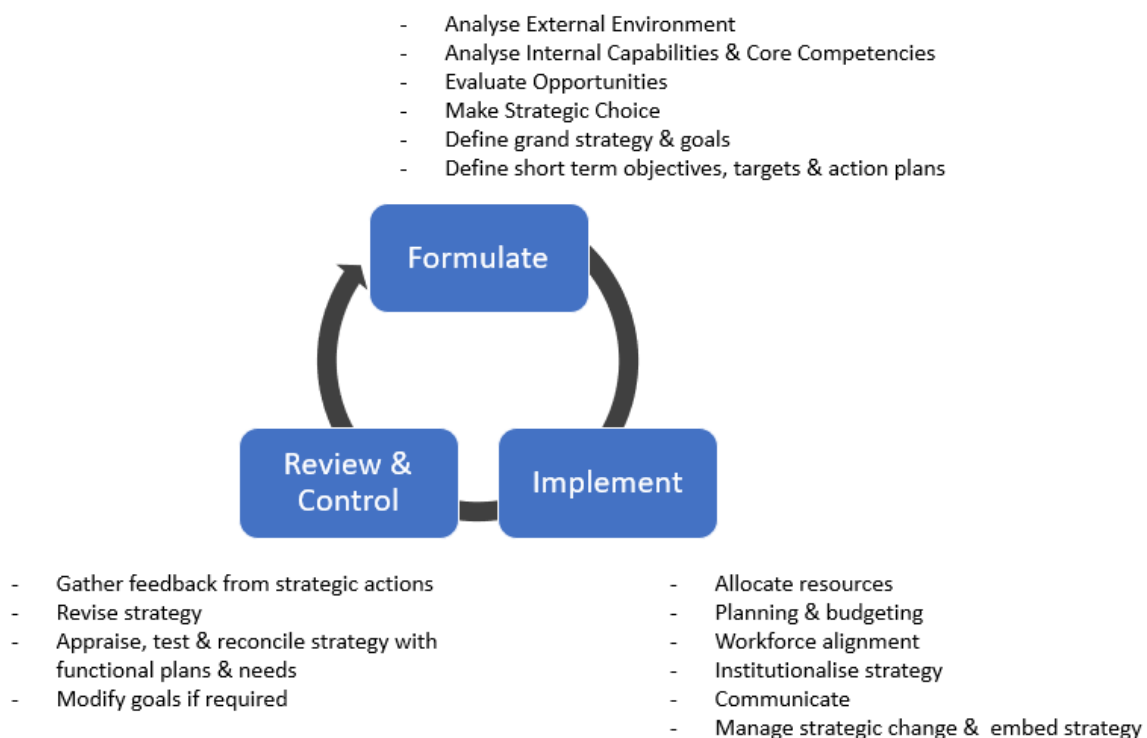 - Analyse External Environment
- Analyse Internal Capabilities & Core Competencies
- Evaluate Opportunities
- Make Strategic Choice
- Define grand strategy & goals
- Define short term objectives, targets & action plans
Formulate
Review &
Control
Implement
- Gather feedback from strategic actions
- Revise strategy
- Appraise, test & reconcile strategy with
functional plans & needs
- Modify goals if required
- Allocate resources
- Planning & budgeting
- Workforce alignment
- Institutionalise strategy
- Communicate
- Manage strategic change & embed strategy